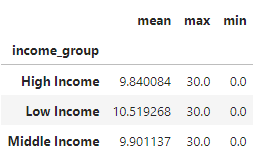 mean max min
income_group
High Income 9.840084 30.0 0.0
Low Income 10.519268 30.0 0.0
Middle Income 9.901137 30.0 0.0